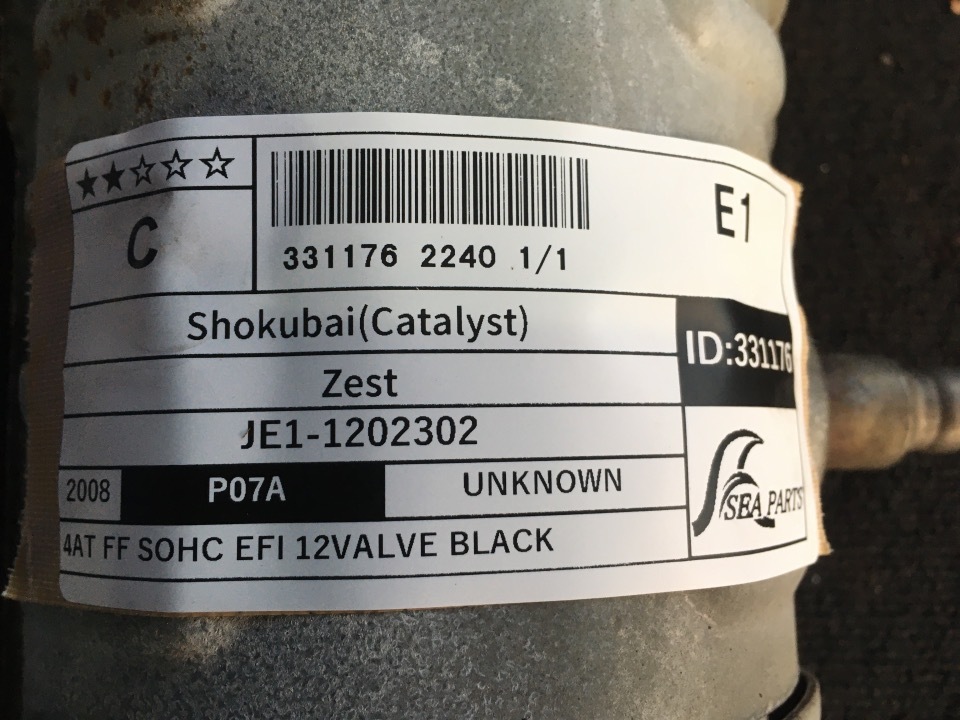 ★★☆☆☆
C
331176 2240 1/1
E1
Shokubai(Catalyst)
Zest
ID:331176
JE1-1202302
2008 P07A UNKNOWN
4AT FF SOHC EFI 12VALVE BLACK
SEA PARTS